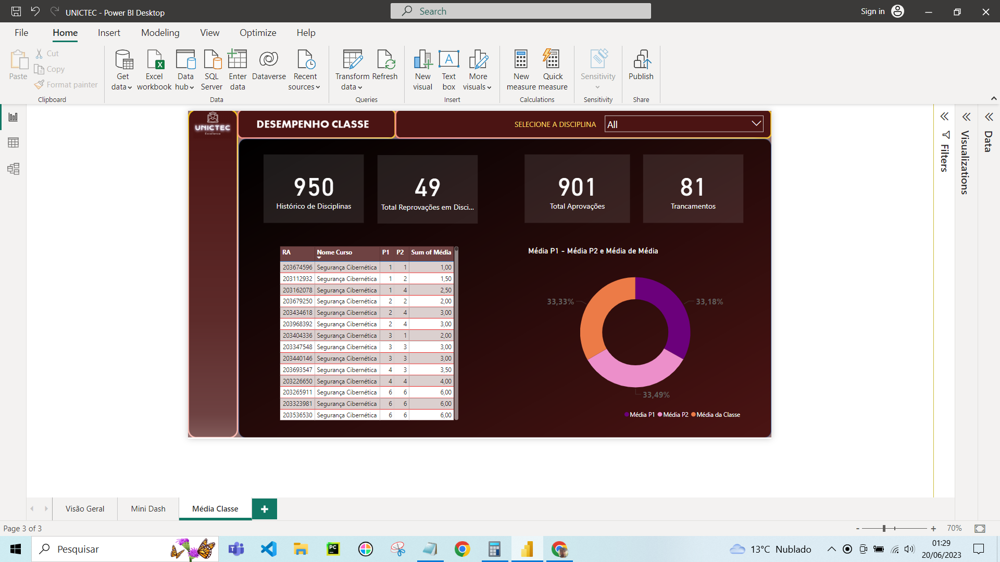 UNICTEC - Power BI Desktop
Search
Sign in
File Home Insert Modeling View Optimize Help
Paste
Cut
Copy
Format painter
Clipboard
Get data
Excel workbook
Data hub
SQL Server
Enter data
Dataverse
Recent sources
Data
Transform data
Refresh
Queries
New visual
Text box
More visuals
Insert
New measure
Quick measure
Calculations
Sensitivity
Sensitivity
Publish
Share
UNICTEC
Excellence
DESEMPENHO CLASSE
SELECIONE A DISCIPLINA
All
950
Histórico de Disciplinas
49
Total Reprovações em Disci...
901
Total Aprovações
81
Trancamentos
RA Nome Curso P1 P2 Sum of Média
203674596 Segurança Cibernética 1 1 1,00
203112932 Segurança Cibernética 1 2 1,50
203162078 Segurança Cibernética 1 4 2,50
203679250 Segurança Cibernética 2 2 2,00
203434618 Segurança Cibernética 2 4 3,00
203968392 Segurança Cibernética 2 4 3,00
203404336 Segurança Cibernética 3 1 2,00
203347548 Segurança Cibernética 3 3 3,00
203440146 Segurança Cibernética 3 3 3,00
203693547 Segurança Cibernética 4 3 3,50
203226650 Segurança Cibernética 4 4 4,00
203265911 Segurança Cibernética 6 6 6,00
203323981 Segurança Cibernética 6 6 6,00
203536530 Segurança Cibernética 6 6 6,00
Média P1 - Média P2 e Média de Média
33,33%
33,18%
33,49%
Média P1 Média P2 Média da Classe
Filters
Visualizations
Data
Visão Geral Mini Dash Média Classe +
Page 3 of 3
- + 70%
Pesquisar
PC
13°C Nublado
01:29
20/06/2023